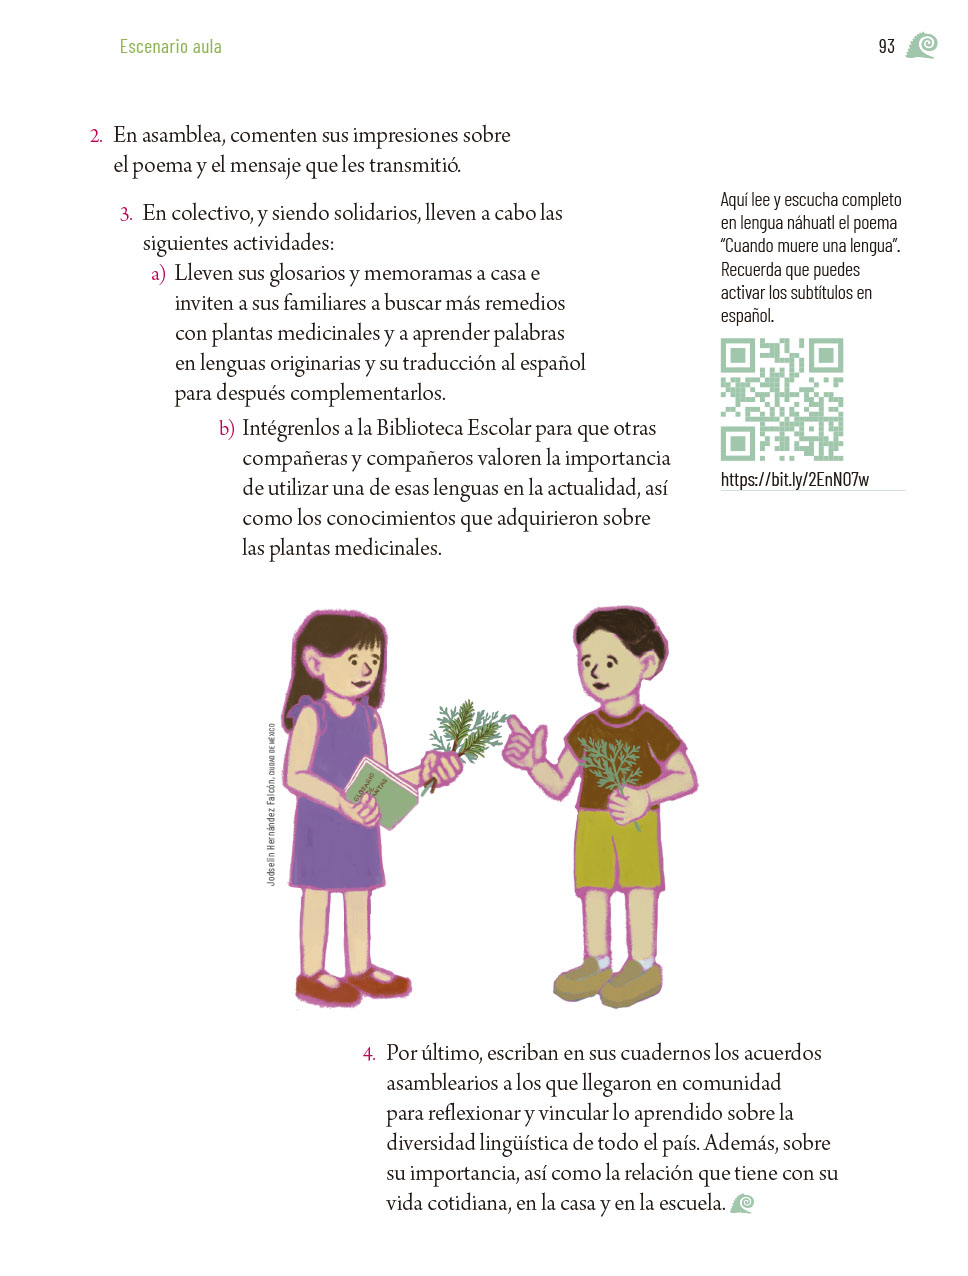 Escenario aula
93
2. En asamblea, comenten sus impresiones sobre
el poema y el mensaje que les transmitió.
3. En colectivo, y siendo solidarios, lleven a cabo las
siguientes actividades:
a) Lleven sus glosarios y memoramas a casa e
inviten a sus familiares a buscar más remedios
con plantas medicinales y a aprender palabras
en lenguas originarias y su traducción al español
para después complementarlos.
b) Intégrenlos a la Biblioteca Escolar para que otras
compañeras y compañeros valoren la importancia
de utilizar una de esas lenguas en la actualidad, así
como los conocimientos que adquirieron sobre
las plantas medicinales.
Aquí lee y escucha completo
en lengua náhuatl el poema
“Cuando muere una lengua”.
Recuerda que puedes
activar los subtítulos en
español.
https://bit.ly/2EnNO7w
Jodselin Hernández Falcón, CIUDAD DE MÉXICO
GLOSARIO
DE
PLANTAS
4. Por último, escriban en sus cuadernos los acuerdos
asamblearios a los que llegaron en comunidad
para reflexionar y vincular lo aprendido sobre la
diversidad lingüística de todo el país. Además, sobre
su importancia, así como la relación que tiene con su
vida cotidiana, en la casa y en la escuela.